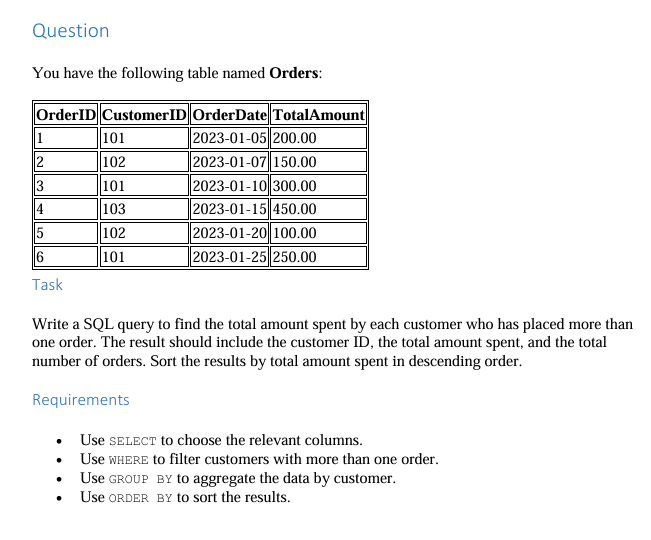 Question
You have the following table named Orders:
OrderID CustomerID OrderDate TotalAmount
1 101 2023-01-05 200.00
2 102 2023-01-07 150.00
3 101 2023-01-10 300.00
4 103 2023-01-15 450.00
5 102 2023-01-20 100.00
6 101 2023-01-25 250.00
Task
Write a SQL query to find the total amount spent by each customer who has placed more than
one order. The result should include the customer ID, the total amount spent, and the total
number of orders. Sort the results by total amount spent in descending order.
Requirements
• Use SELECT to choose the relevant columns.
• Use WHERE to filter customers with more than one order.
• Use GROUP BY to aggregate the data by customer.
• Use ORDER BY to sort the results.